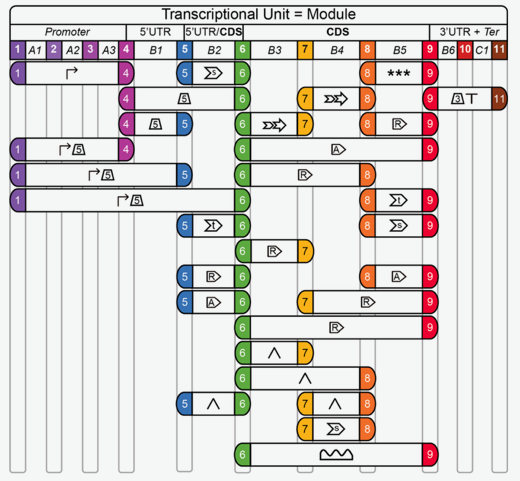 Transcriptional Unit = Module
Promoter 5'UTR 5'UTR/CDS CDS 3'UTR + Ter
1 A1 2 A2 3 A3 4 B1 5 B2 6 B3 7 B4 8 B5 9 B6 10 C1 11
1 4 5 s 6 8 *** 9
4 5 6 7 8 9 3 T 11
4 5 5 6 7 8 R 9
1 5 4 6 A 9
1 5 5 6 R 8
1 5 6 8 t 9
5 t 6 8 s 9
6 R 7
5 R 6 8 A 9
5 A 6 7 R 9
6 R 9
6 7
6 8
5 6 7 8
7 s 8
6 9